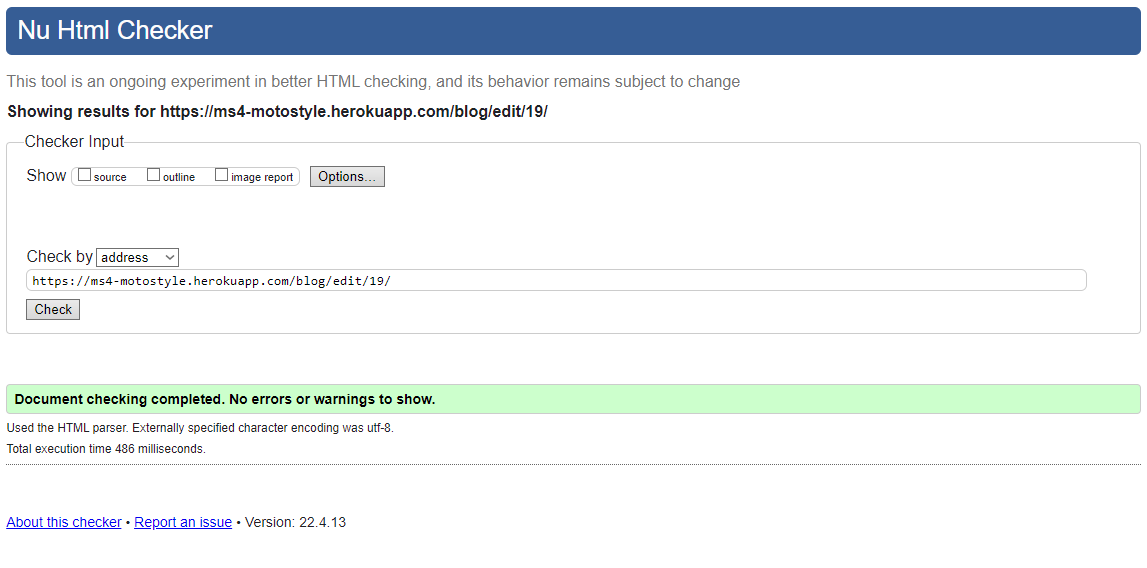 Nu Html Checker
This tool is an ongoing experiment in better HTML checking, and its behavior remains subject to change
Showing results for https://ms4-motostyle.herokuapp.com/blog/edit/19/
Checker Input
Show source outline image report Options...
Check by address
https://ms4-motostyle.herokuapp.com/blog/edit/19/
Check
Document checking completed. No errors or warnings to show.
Used the HTML parser. Externally specified character encoding was utf-8.
Total execution time 486 milliseconds.
About this checker • Report an issue • Version: 22.4.13